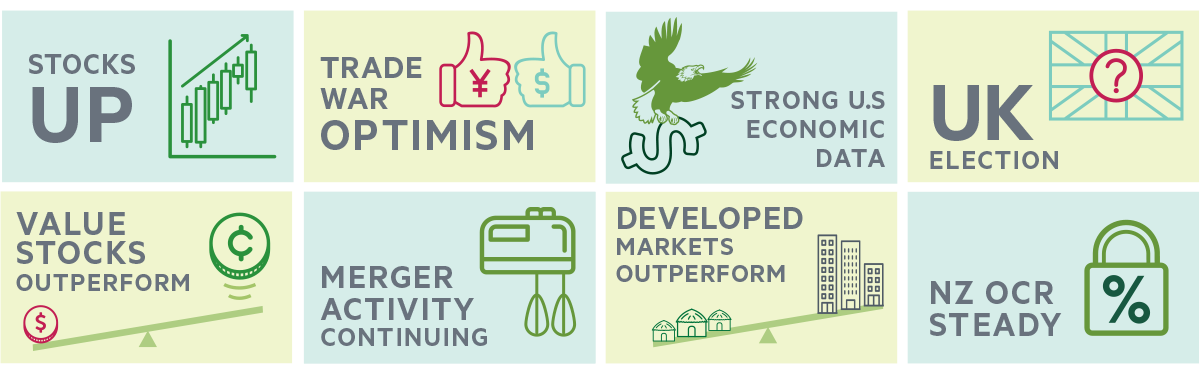 STOCKS
UP
TRADE
WAR
OPTIMISM
¥
$
STRONG U.S
ECONOMIC
DATA
$
UK
ELECTION
?
VALUE
STOCKS
OUTPERFORM
¢
$
MERGER
ACTIVITY
CONTINUING
DEVELOPED
MARKETS
OUTPERFORM
NZ OCR
STEADY
%